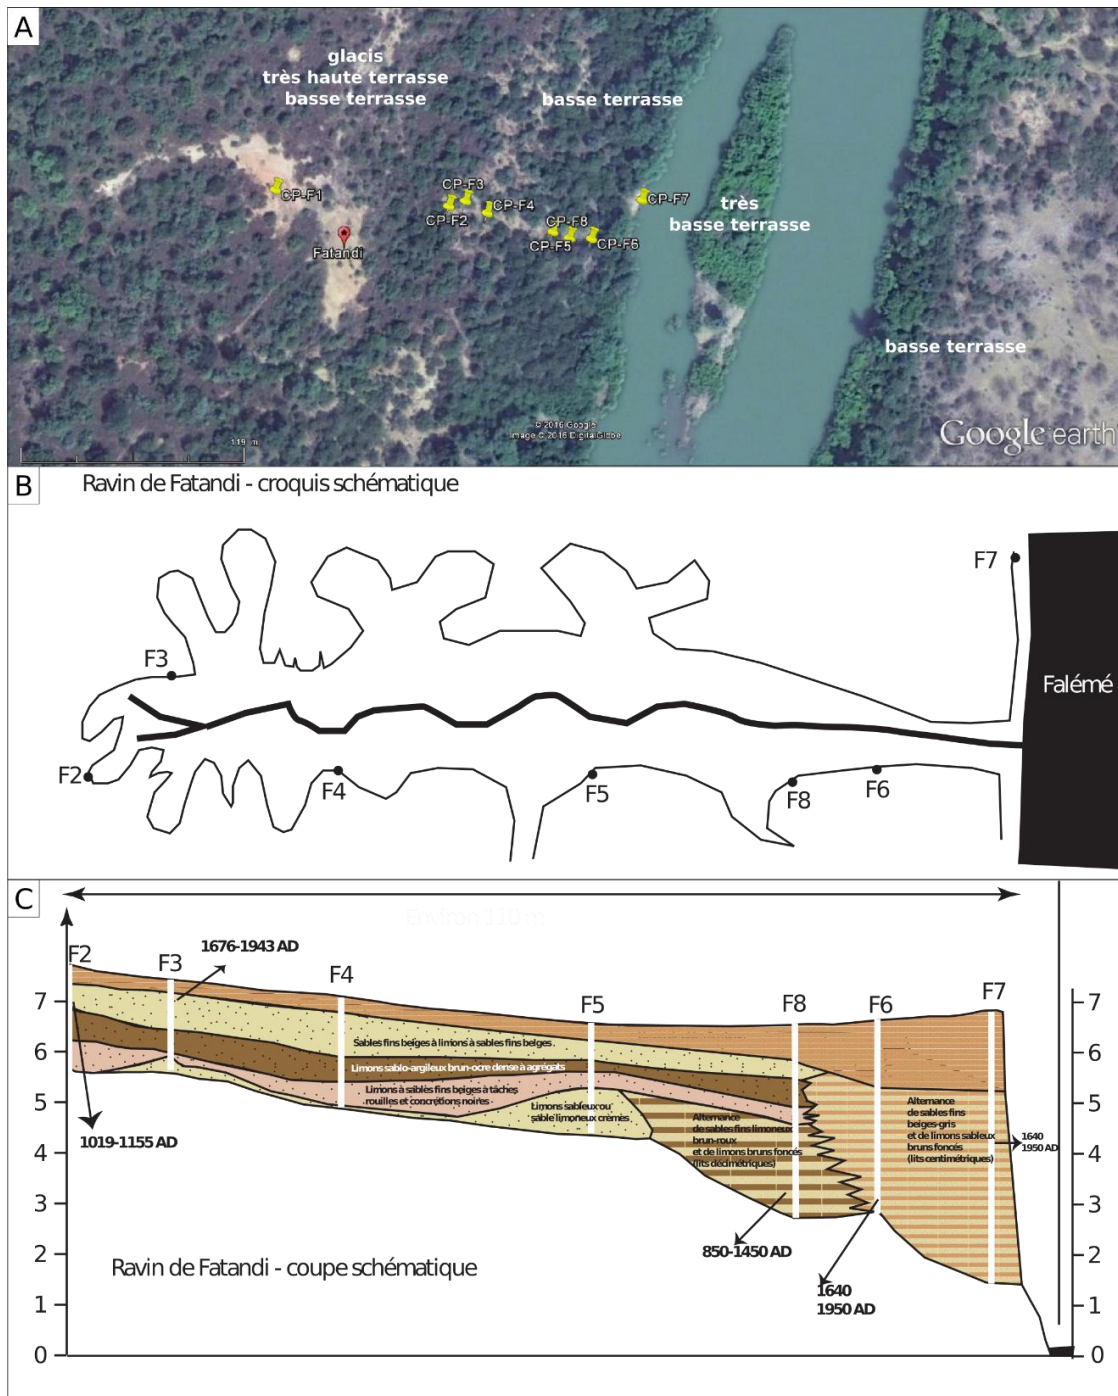 A
glacis
très haute terrasse
basse terrasse
basse terrasse
CP-F1
CP-F3
CP-F2
CP-F4
CP-F7
CP-F8
CP-F5
CP-F6
Fatandi
très
basse terrasse
basse terrasse
© 2016 Google
Image © 2016 DigitalGlobe
119 m
Google earth
B
Ravin de Fatandi - croquis schématique
F7
F3
Falémé
F2
F4
F5
F8
F6
C
Environ 110 m
1676-1943 AD
F2
F3
F4
F5
F8
F6
F7
7
6
5
4
3
2
1
0
Sables fins beiges à limons à sables fins beiges
Limons sablo-argileux brun-ocre dense à agrégats
Limons à sables fins beiges à tâches
rouilles et concrétions noires
Limons sableux ou
sable limoneux crèmes
Alternance
de sables fins limoneux
brun-roux
et de limons bruns foncés
(lits décimétriques)
Alternance
de sables fins
beiges-gris
et de limons sableux
bruns foncés
(lits centimétriques)
1640
1950 AD
1019-1155 AD
850-1450 AD
1640
1950 AD
Ravin de Fatandi - coupe schématique
7
6
5
4
3
2
1
0